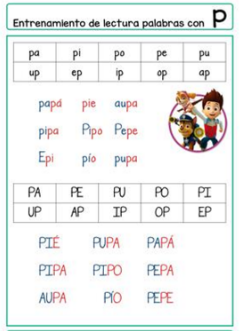 Entrenamiento de lectura palabras con p
pa pi po pe pu
up ep ip op ap
papá pie aupa
pipa Pipo Pepe
Epi pío pupa
PA PE PU PO PI
UP AP IP OP EP
PIÉ PUPA PAPÁ
PIPA PIPO PEPA
AUPA PÍO PEPE